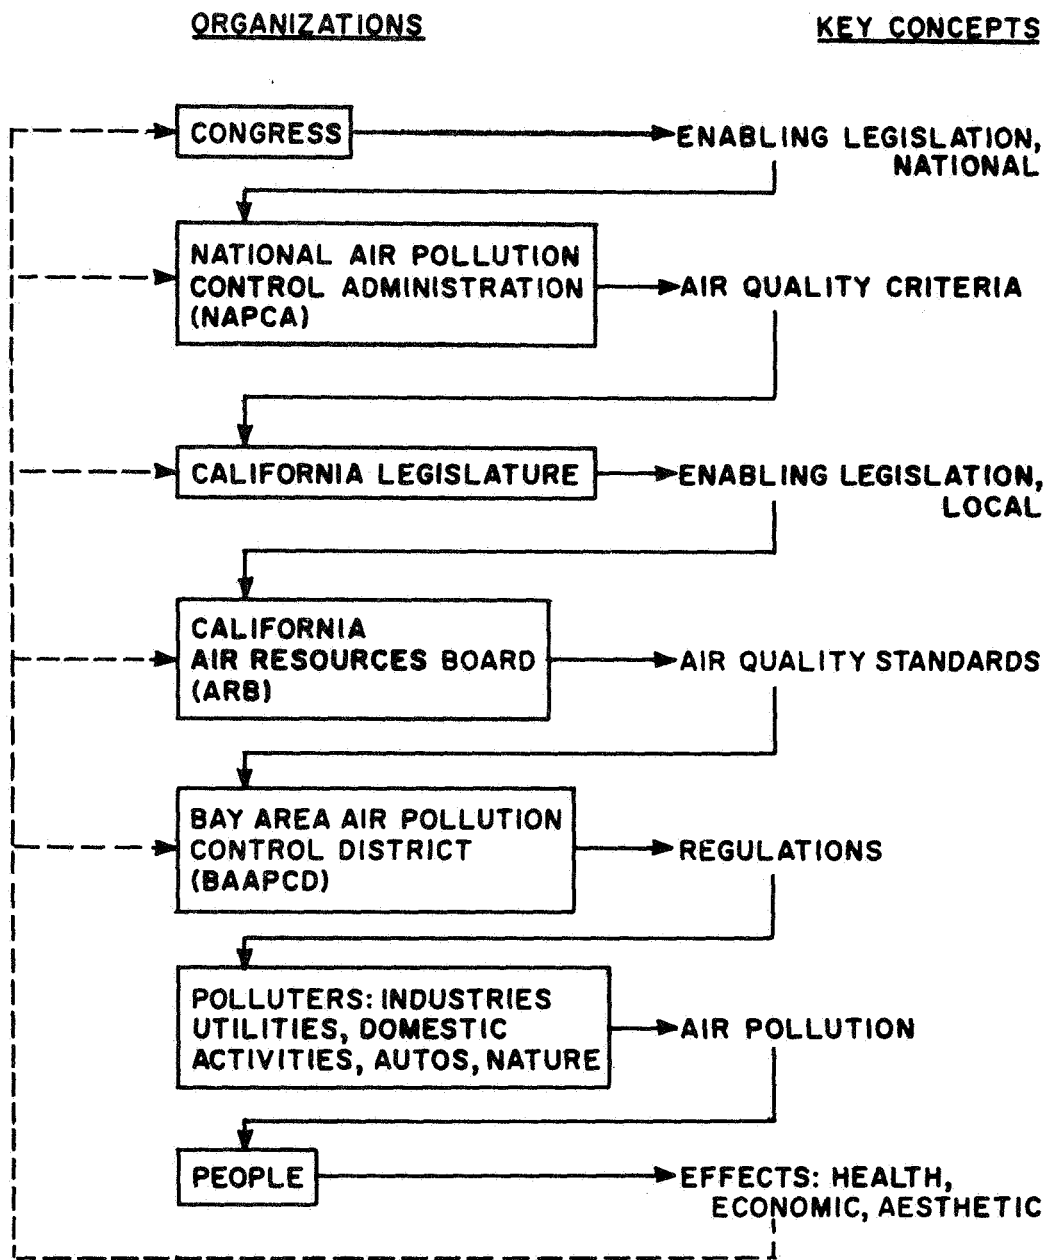 ORGANIZATIONS
KEY CONCEPTS
CONGRESS
ENABLING LEGISLATION,
NATIONAL
NATIONAL AIR POLLUTION
CONTROL ADMINISTRATION
(NAPCA)
AIR QUALITY CRITERIA
CALIFORNIA LEGISLATURE
ENABLING LEGISLATION,
LOCAL
CALIFORNIA
AIR RESOURCES BOARD
(ARB)
AIR QUALITY STANDARDS
BAY AREA AIR POLLUTION
CONTROL DISTRICT
(BAAPCD)
REGULATIONS
POLLUTERS: INDUSTRIES
UTILITIES, DOMESTIC
ACTIVITIES, AUTOS, NATURE
AIR POLLUTION
PEOPLE
EFFECTS: HEALTH,
ECONOMIC, AESTHETIC